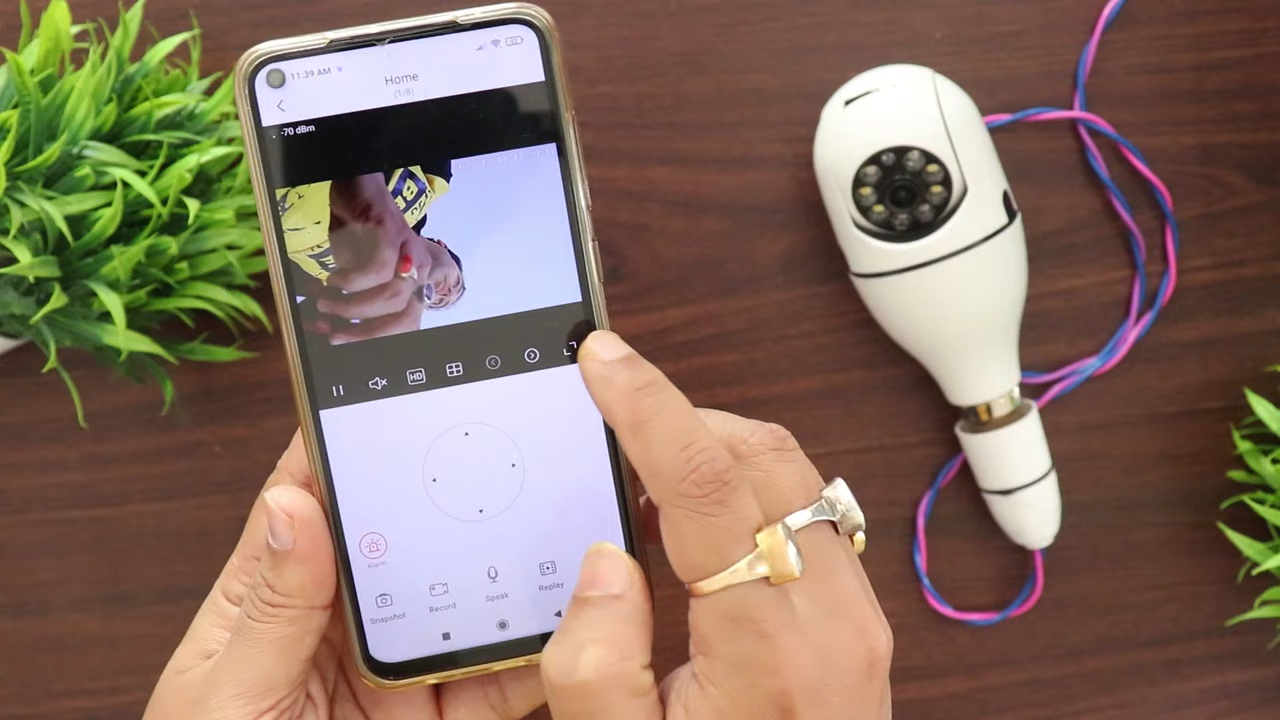 11:39 AM
Home
(1/8)
-70 dBm
HD
Alarm
Snapshot
Record
Speak
Replay